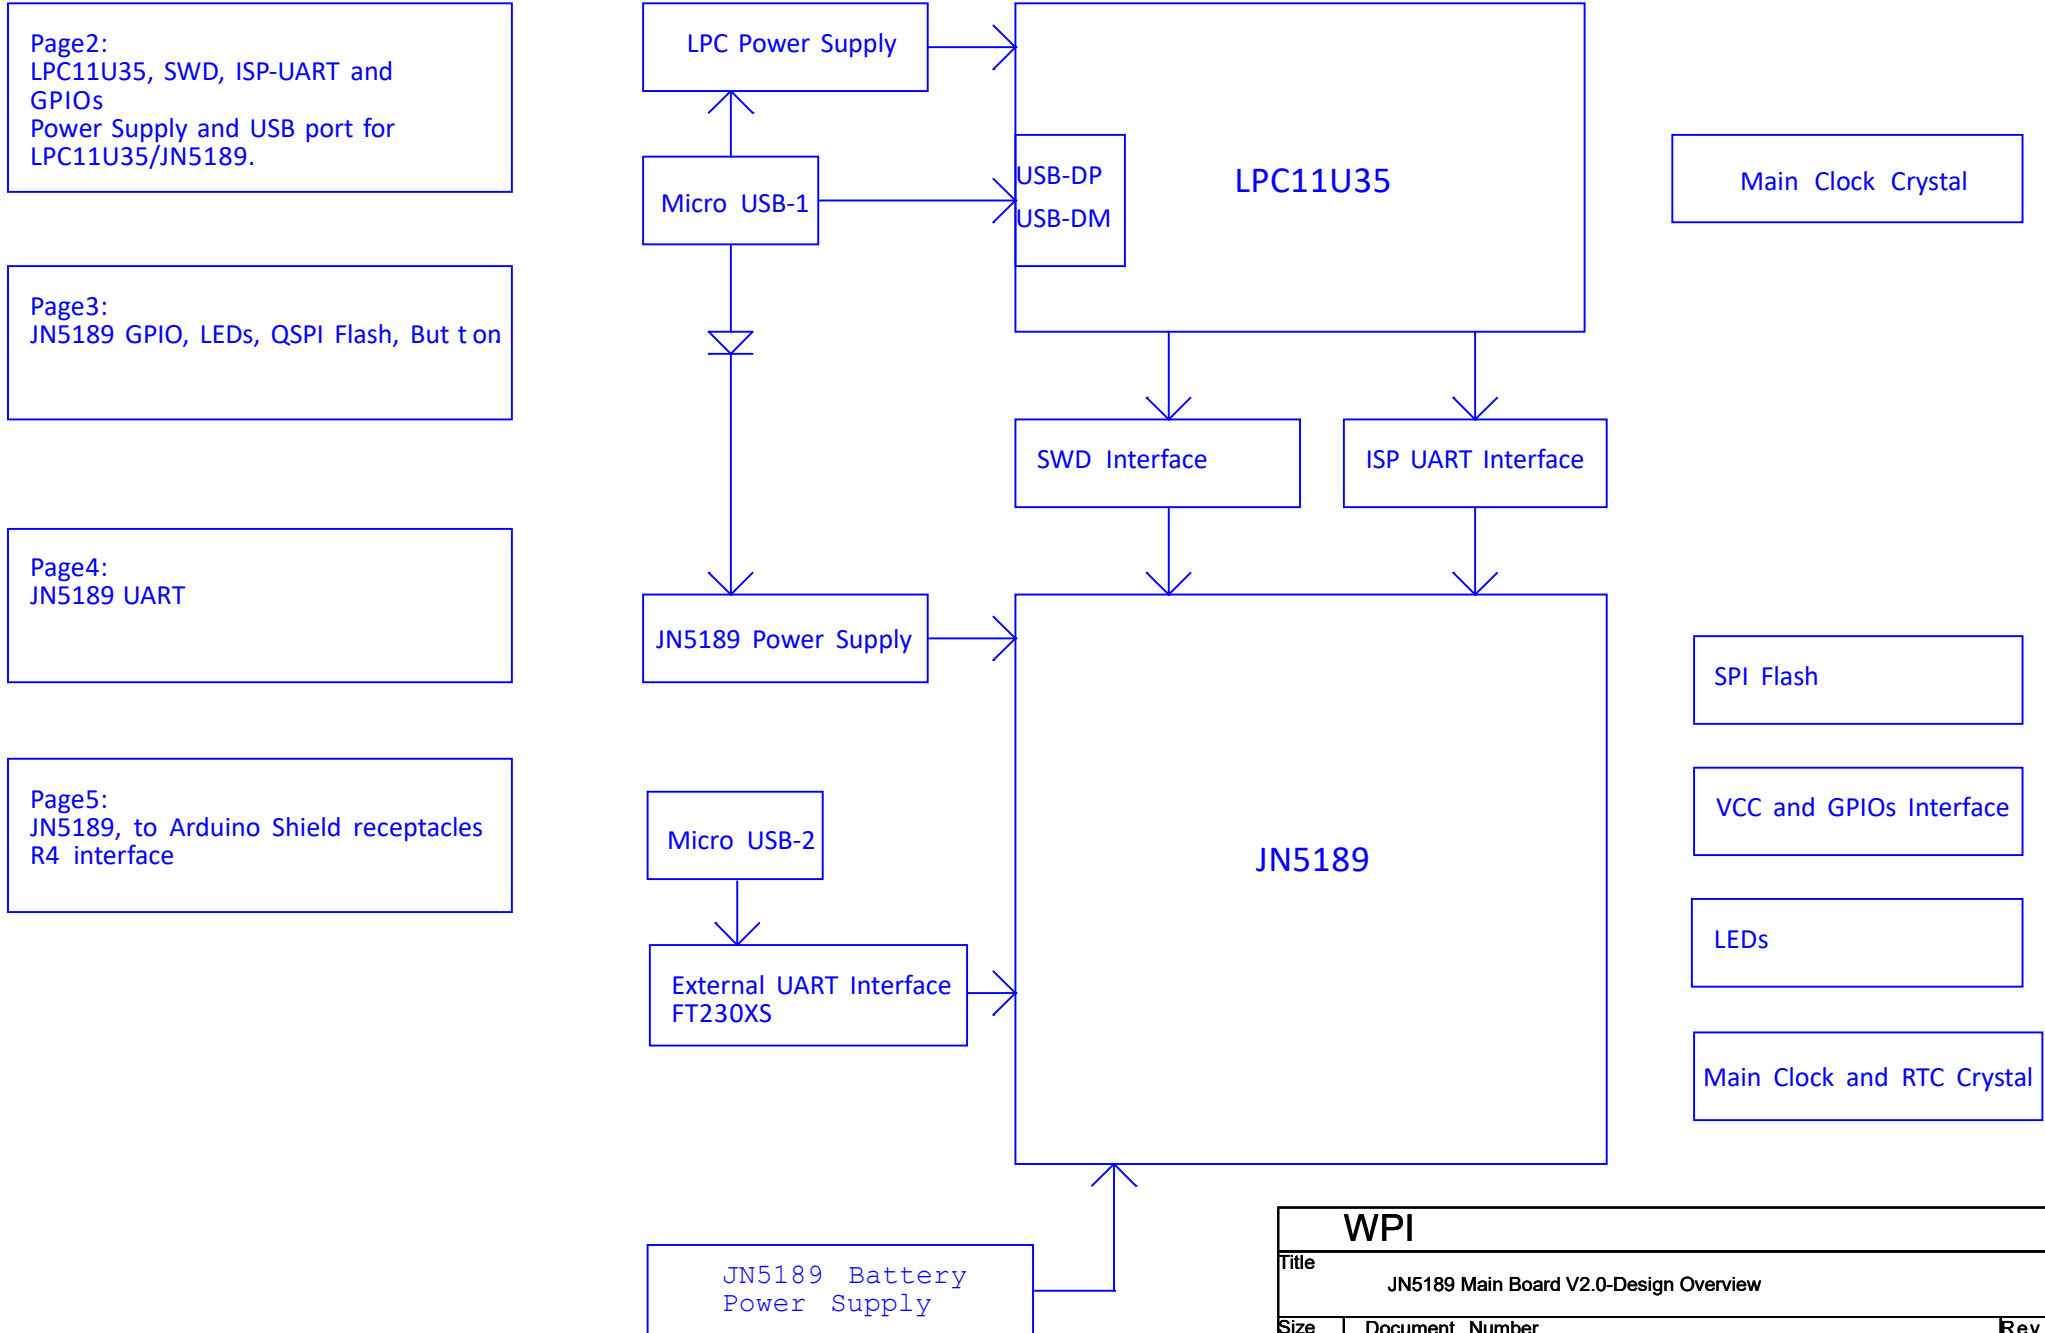 Page2:
LPC11U35, SWD, ISP-UART and
GPIOs
Power Supply and USB port for
LPC11U35/JN5189.
Page3:
JN5189 GPIO, LEDs, QSPI Flash, But t on
Page4:
JN5189 UART
Page5:
JN5189, to Arduino Shield receptacles
R4 interface
LPC Power Supply
Micro USB-1
USB-DP
USB-DM
LPC11U35
Main Clock Crystal
SWD Interface
ISP UART Interface
JN5189 Power Supply
Micro USB-2
External UART Interface
FT230XS
JN5189
SPI Flash
VCC and GPIOs Interface
LEDs
Main Clock and RTC Crystal
JN5189 Battery
Power Supply
WPI
Title
JN5189 Main Board V2.0-Design Overview
Size
Document Number
Rev